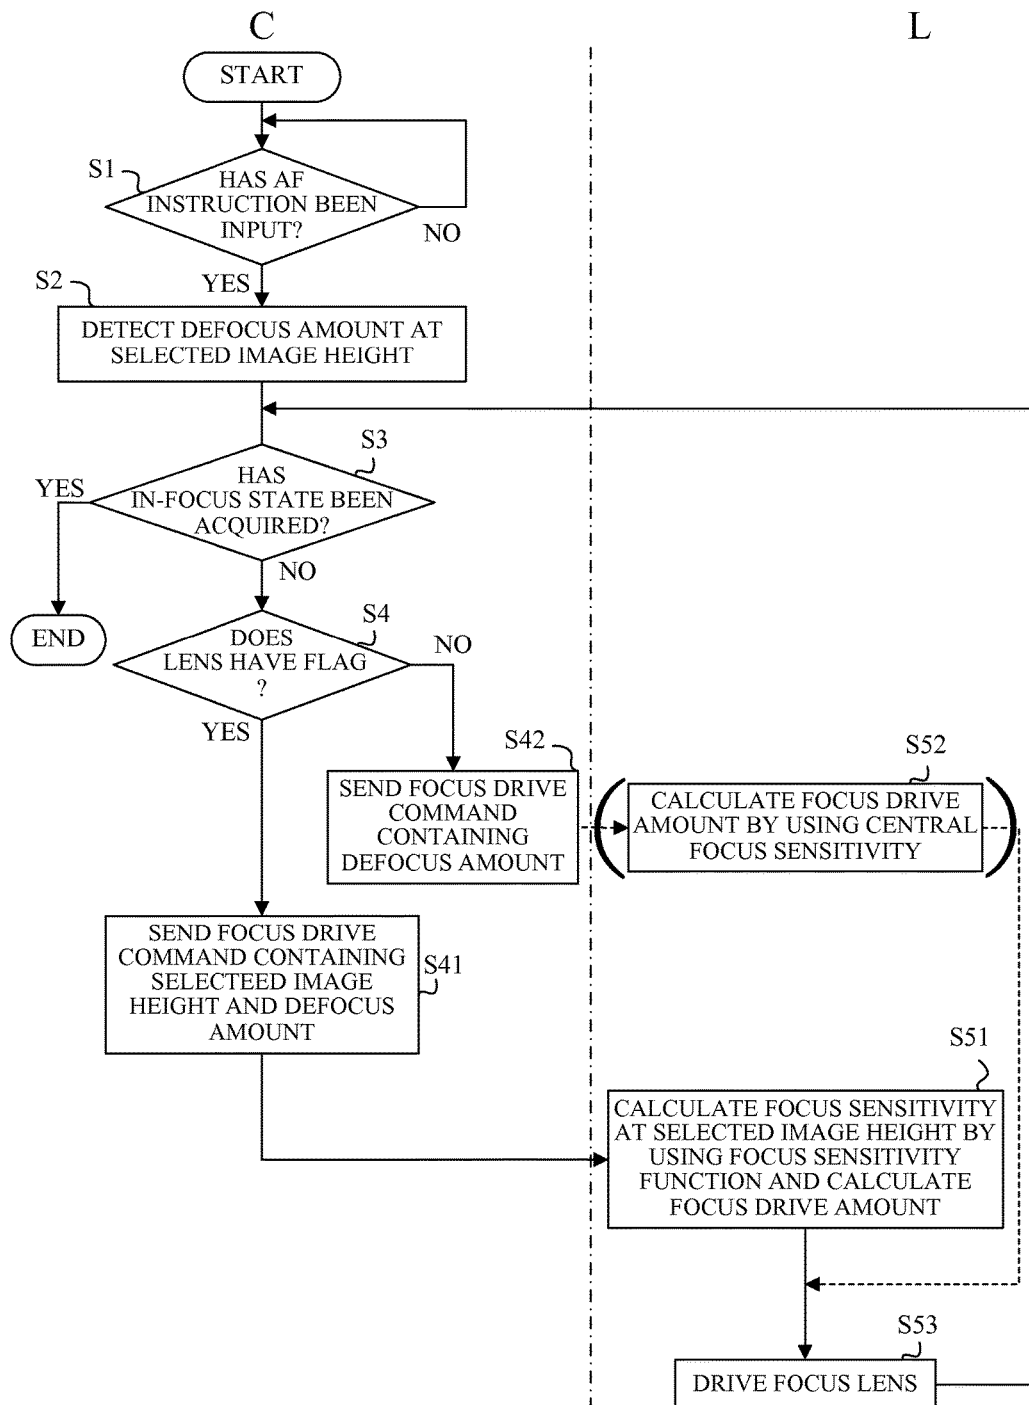 C
L
START
S1
HAS AF
INSTRUCTION BEEN
INPUT?
NO
YES
S2
DETECT DEFOCUS AMOUNT AT
SELECTED IMAGE HEIGHT
S3
HAS
IN-FOCUS STATE BEEN
ACQUIRED?
YES
NO
END
S4
DOES
LENS HAVE FLAG
?
NO
YES
S42
SEND FOCUS DRIVE
COMMAND
CONTAINING
DEFOCUS AMOUNT
S52
CALCULATE FOCUS DRIVE
AMOUNT BY USING CENTRAL
FOCUS SENSITIVITY
SEND FOCUS DRIVE
COMMAND CONTAINING
SELECTEED IMAGE
HEIGHT AND DEFOCUS
AMOUNT
S41
S51
CALCULATE FOCUS SENSITIVITY
AT SELECTED IMAGE HEIGHT BY
USING FOCUS SENSITIVITY
FUNCTION AND CALCULATE
FOCUS DRIVE AMOUNT
S53
DRIVE FOCUS LENS